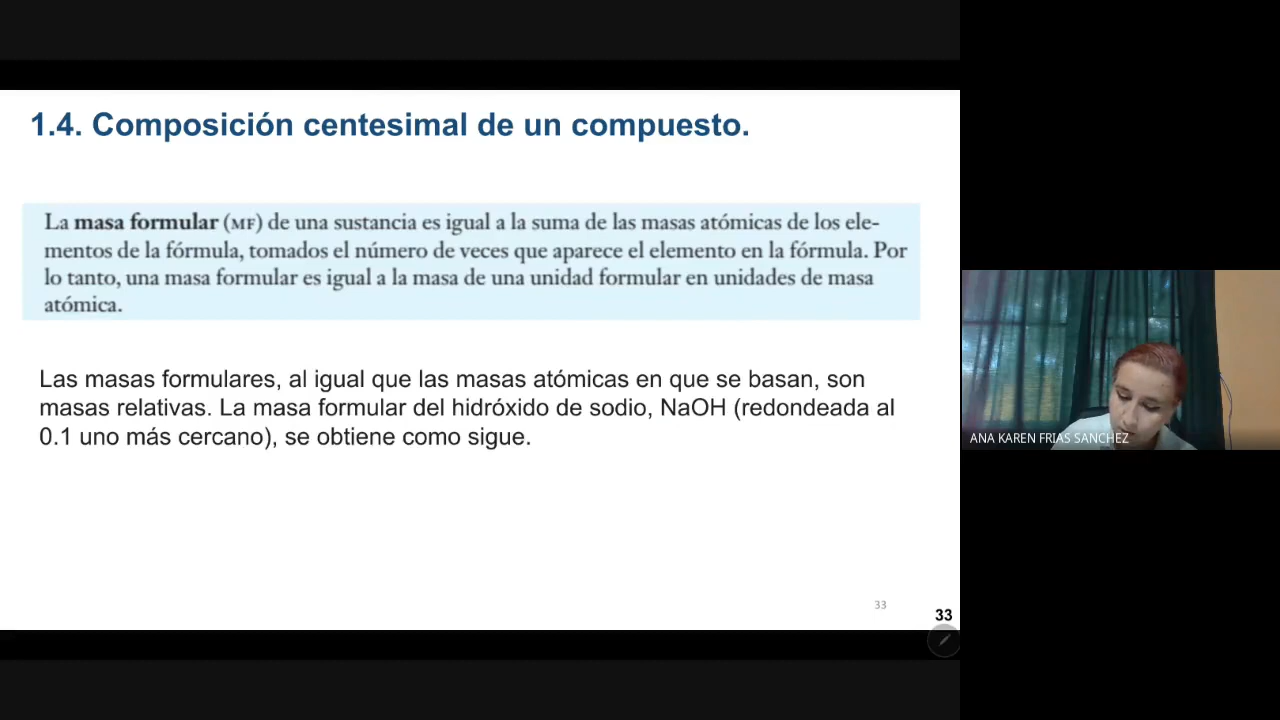 1.4. Composición centesimal de un compuesto.
La masa formular (MF) de una sustancia es igual a la suma de las masas atómicas de los ele-
mentos de la fórmula, tomados el número de veces que aparece el elemento en la fórmula. Por
lo tanto, una masa formular es igual a la masa de una unidad formular en unidades de masa
atómica.
Las masas formulares, al igual que las masas atómicas en que se basan, son
masas relativas. La masa formular del hidróxido de sodio, NaOH (redondeada al
0.1 uno más cercano), se obtiene como sigue.
33
33
ANA KAREN FRIAS SANCHEZ